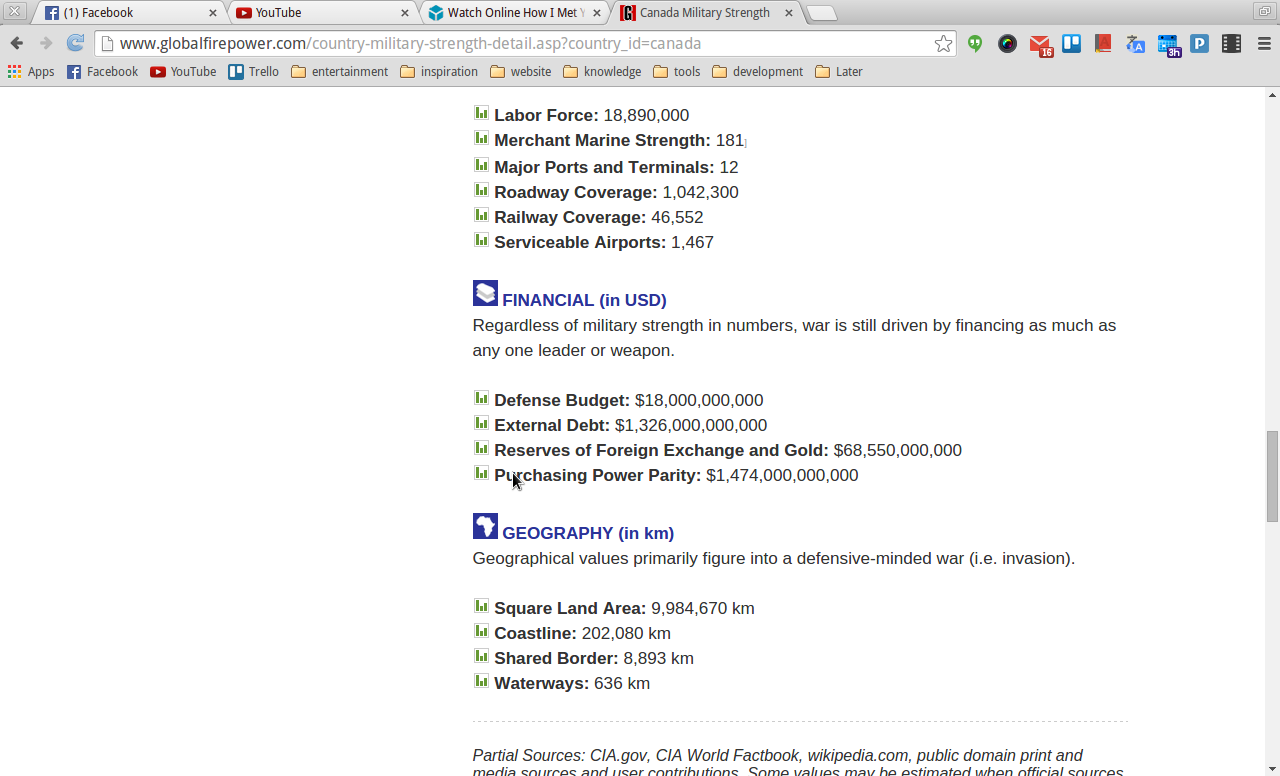 (1) Facebook
YouTube
Watch Online How I Met Y
Canada Military Strength
www.globalfirepower.com/country-military-strength-detail.asp?country_id=canada
16
3h
P
Apps
Facebook
YouTube
Trello
entertainment
inspiration
website
knowledge
tools
development
Later
Labor Force: 18,890,000
Merchant Marine Strength: 181]
Major Ports and Terminals: 12
Roadway Coverage: 1,042,300
Railway Coverage: 46,552
Serviceable Airports: 1,467
FINANCIAL (in USD)
Regardless of military strength in numbers, war is still driven by financing as much as
any one leader or weapon.
Defense Budget: $18,000,000,000
External Debt: $1,326,000,000,000
Reserves of Foreign Exchange and Gold: $68,550,000,000
Purchasing Power Parity: $1,474,000,000,000
GEOGRAPHY (in km)
Geographical values primarily figure into a defensive-minded war (i.e. invasion).
Square Land Area: 9,984,670 km
Coastline: 202,080 km
Shared Border: 8,893 km
Waterways: 636 km
Partial Sources: CIA.gov, CIA World Factbook, wikipedia.com, public domain print and
media sources and user contributions. Some values may be estimated when official sources